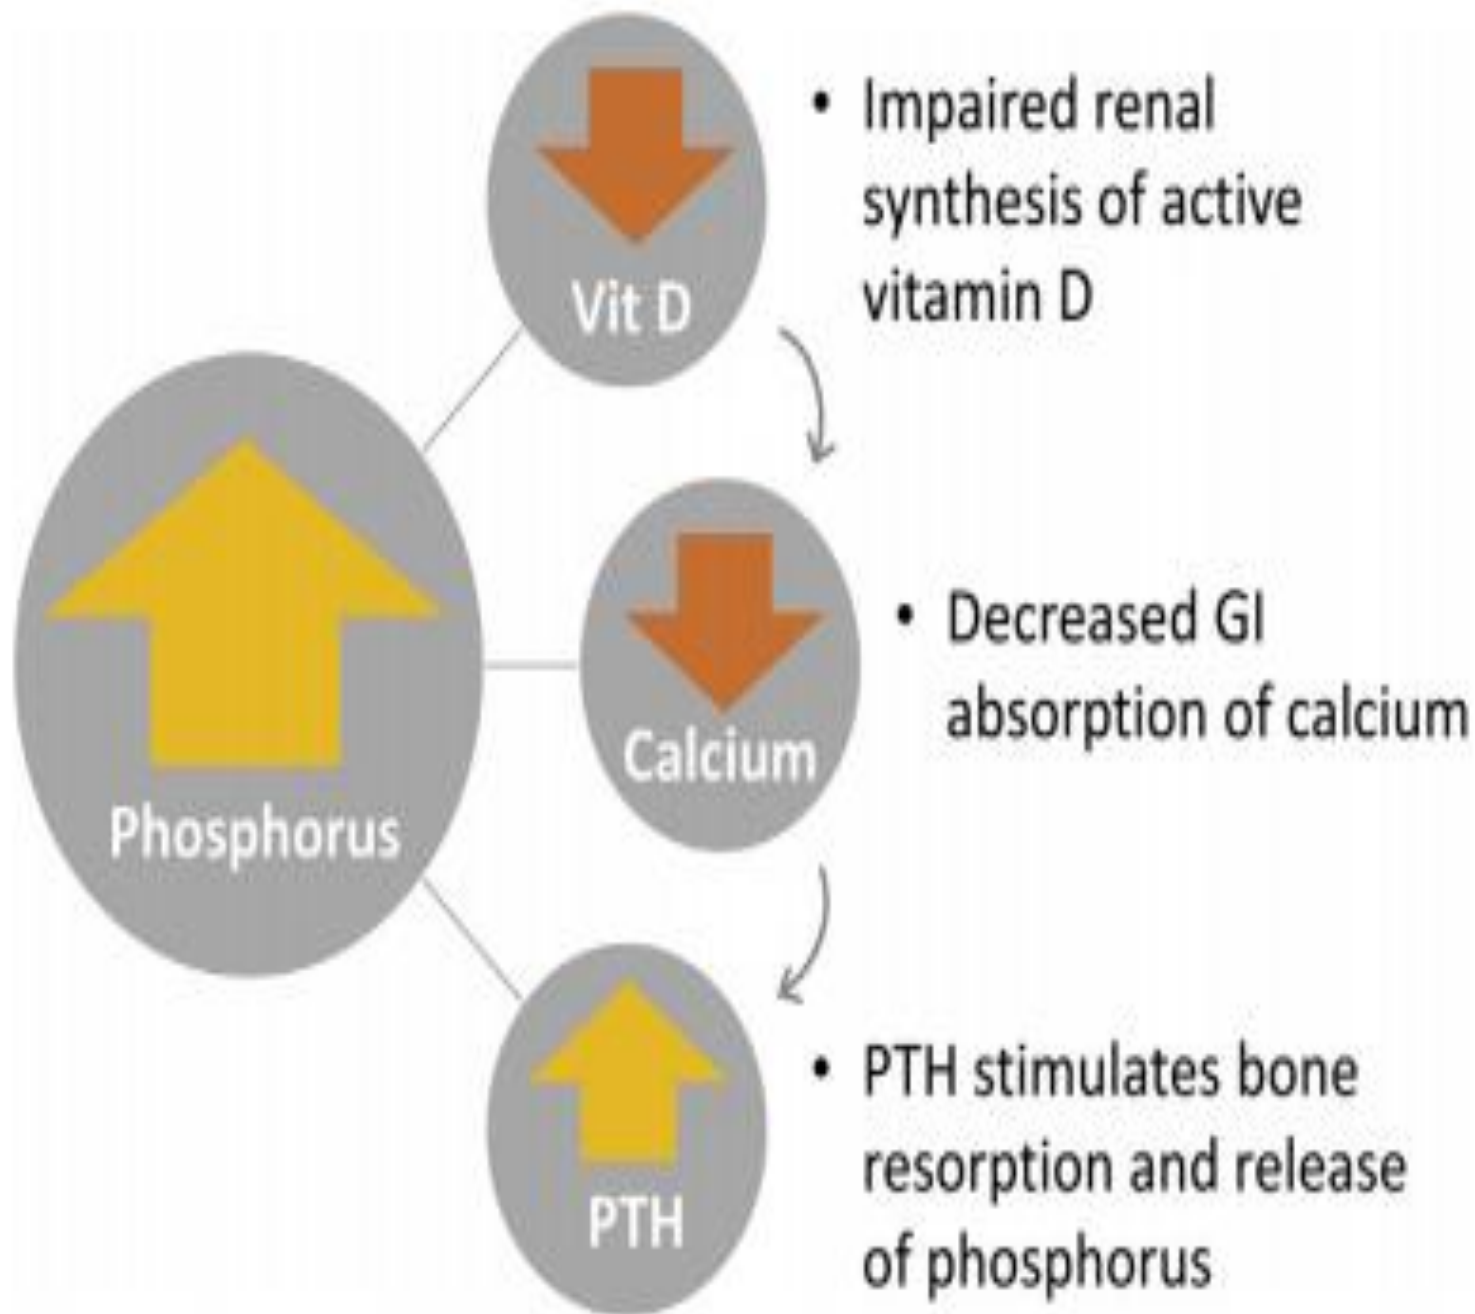 Vit D
• Impaired renal
synthesis of active
vitamin D
Phosphorus
Calcium
• Decreased GI
absorption of calcium
PTH
• PTH stimulates bone
resorption and release
of phosphorus